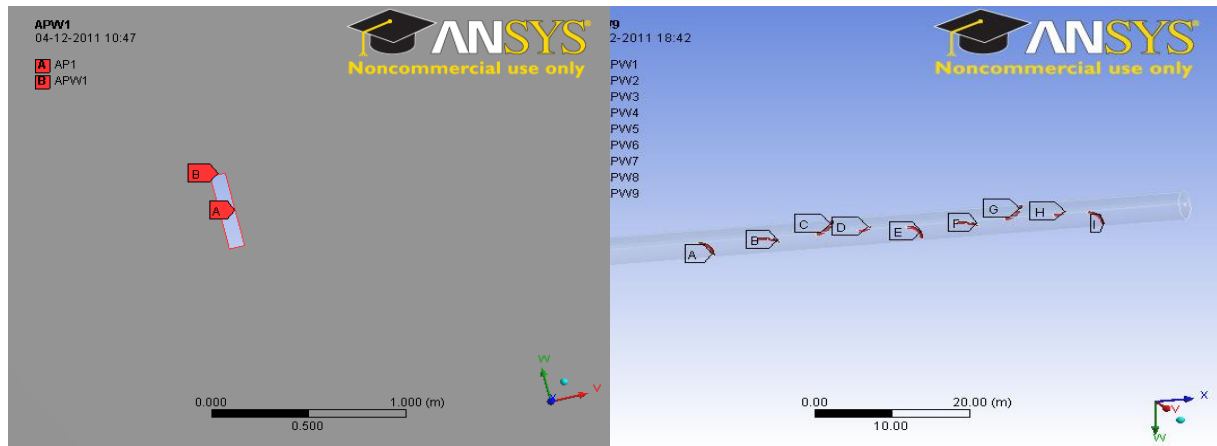 APW1
04-12-2011 10:47
A AP1
B APW1
ANSYS
Noncommercial use only
B
A
W
V
X
0.000 1.000 (m)
0.500
9
2-2011 18:42
PW1
PW2
PW3
PW4
PW5
PW6
PW7
PW8
PW9
ANSYS
Noncommercial use only
A
B
C
D
E
F
G
H
I
X
V
W
0.00 20.00 (m)
10.00